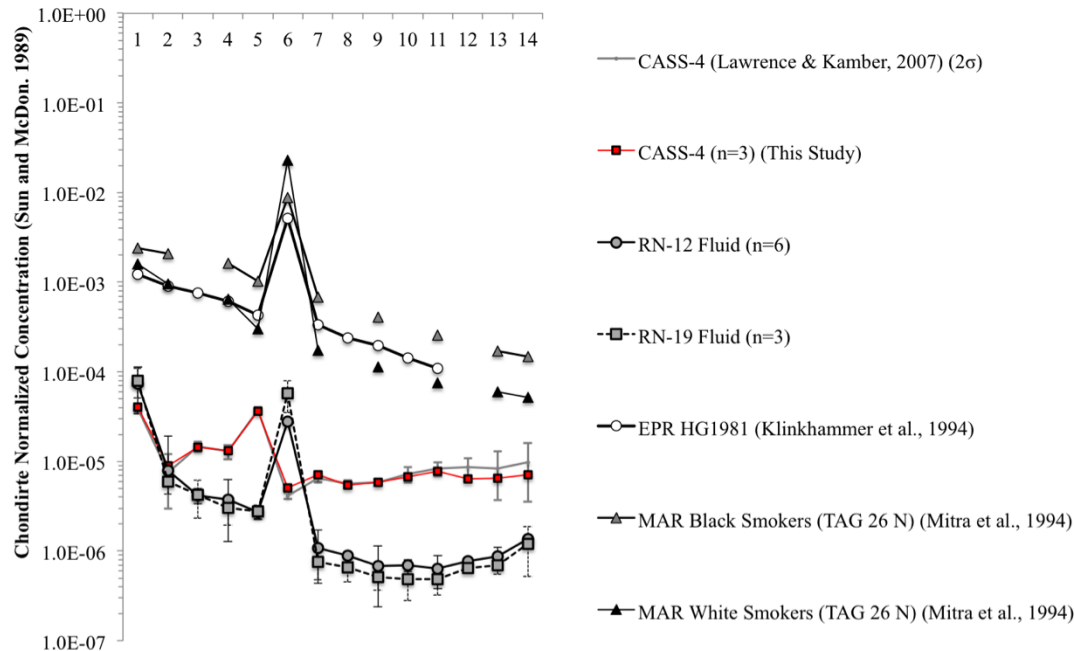 Chondirte Normalized Concentration (Sun and McDon. 1989)
1.0E+00
1.0E-01
1.0E-02
1.0E-03
1.0E-04
1.0E-05
1.0E-06
1.0E-07
1 2 3 4 5 6 7 8 9 10 11 12 13 14
CASS-4 (Lawrence & Kamber, 2007) (2σ)
CASS-4 (n=3) (This Study)
RN-12 Fluid (n=6)
RN-19 Fluid (n=3)
EPR HG1981 (Klinkhammer et al., 1994)
MAR Black Smokers (TAG 26 N) (Mitra et al., 1994)
MAR White Smokers (TAG 26 N) (Mitra et al., 1994)